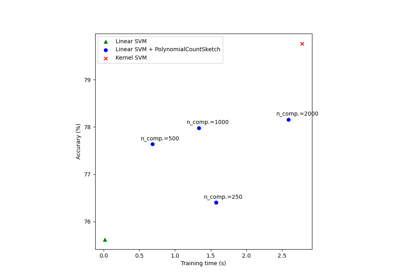 Linear SVM
Linear SVM + PolynomialCountSketch
Kernel SVM
79
n_comp.=2000
78
n_comp.=1000
n_comp.=500
77
n_comp.=250
76
Accurary (%)
0.0 0.5 1.0 1.5 2.0 2.5
Training time (s)